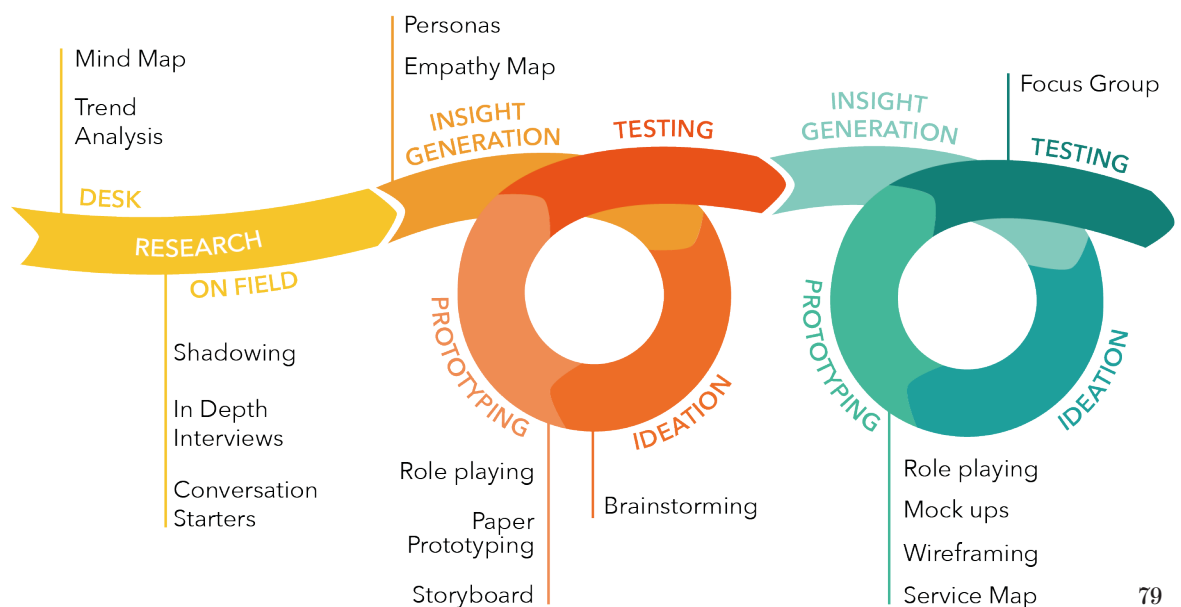 Mind Map
Trend
Analysis
DESK
RESEARCH
ON FIELD
Shadowing
In Depth
Interviews
Conversation
Starters
Personas
Empathy Map
INSIGHT
GENERATION
TESTING
PROTOTYPING
IDEATION
Role playing
Paper
Prototyping
Storyboard
Brainstorming
INSIGHT
GENERATION
Focus Group
TESTING
PROTOTYPING
IDEATION
Role playing
Mock ups
Wireframing
Service Map
79